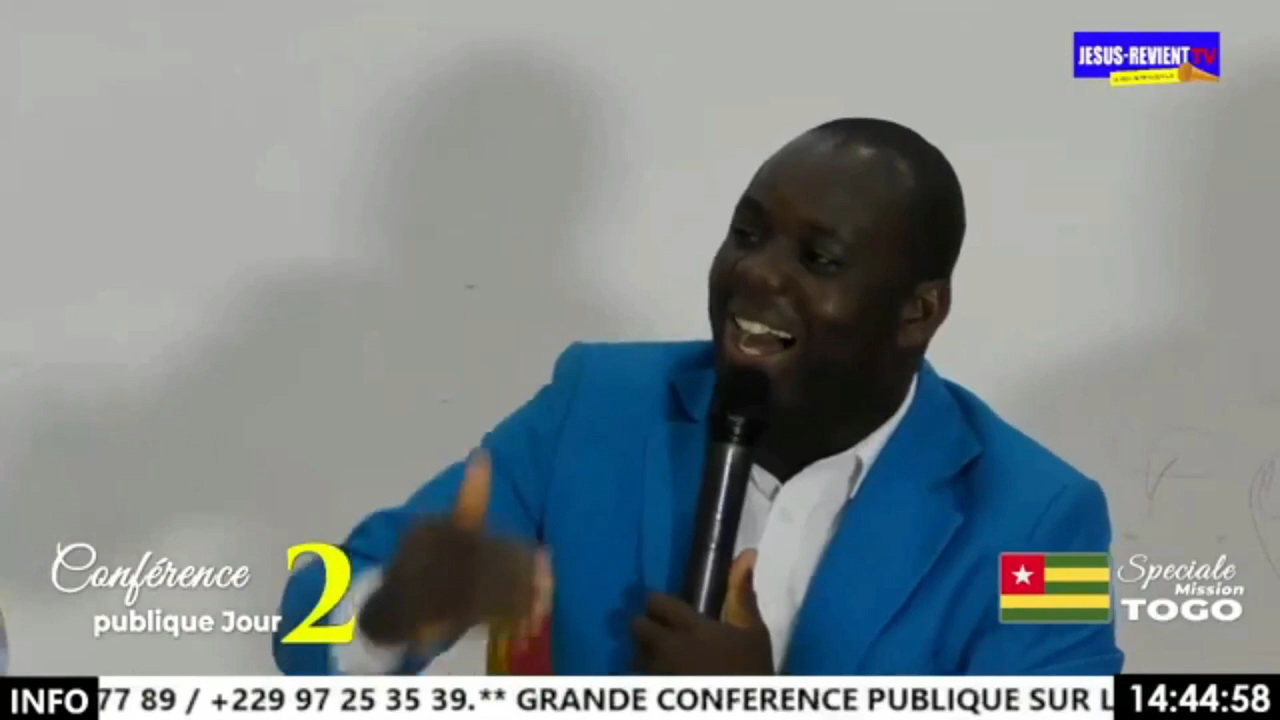 JESUS-REVIENT TV
Conférence
publique Jour 2
Speciale
Mission
TOGO
INFO 77 89 / +229 97 25 35 39.** GRANDE CONFERENCE PUBLIQUE SUR L 14:44:58